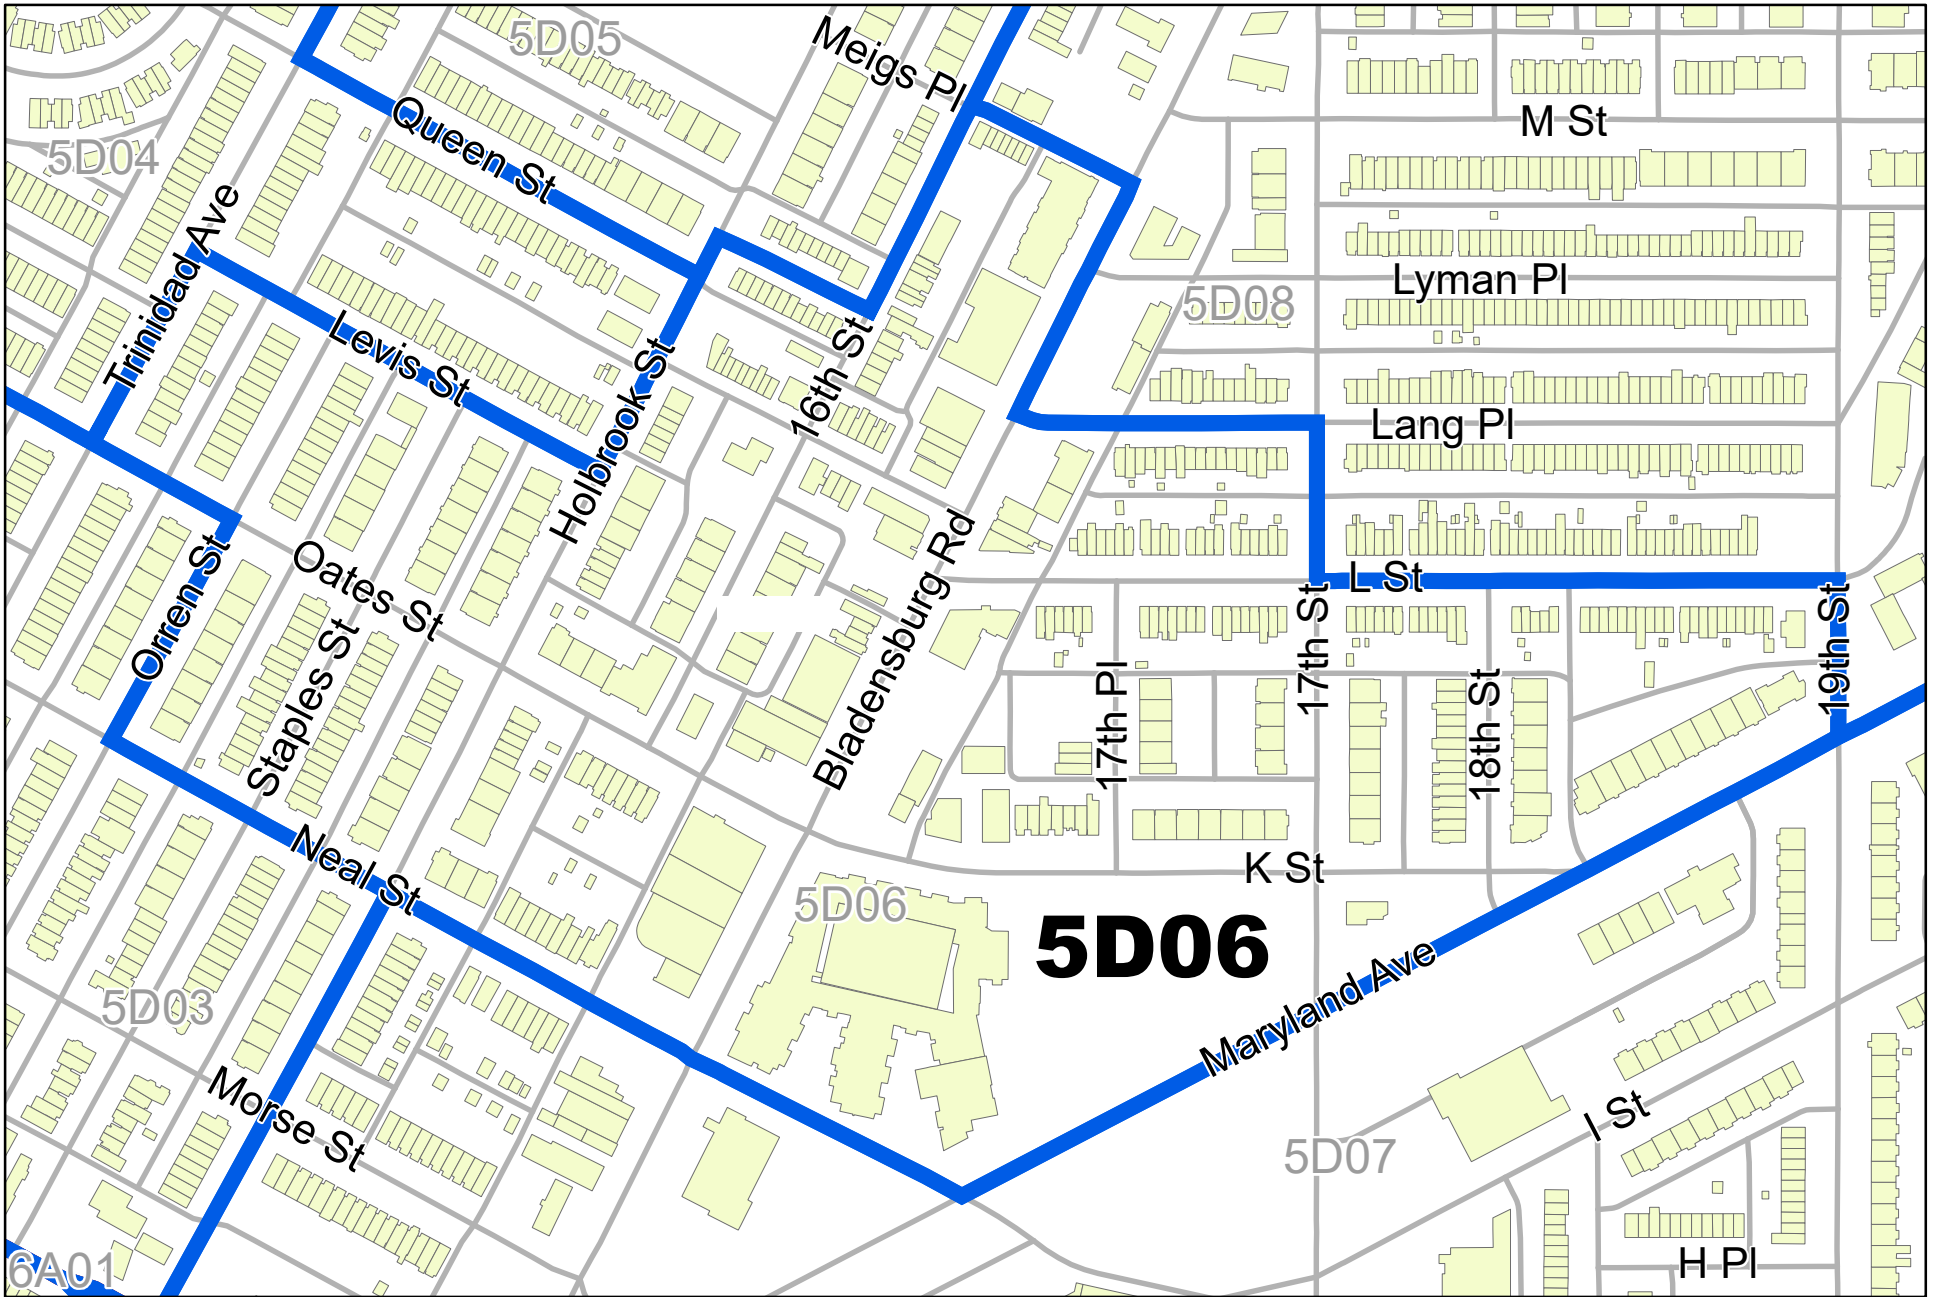 5D05
Meigs Pl
M St
Queen St
5D04
Trinidad Ave
Lyman Pl
5D08
Levis St
Holbrook St
16th St
Lang Pl
L St
Orren St
Oates St
Bladensburg Rd
17th St
19th St
Staples St
17th Pl
18th St
Neal St
K St
5D06
5D06
Maryland Ave
5D03
Morse St
I St
5D07
H Pl
6A01